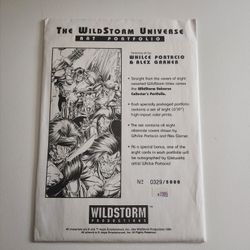 The WildStorm Universe
ART PORTFOLIO
Featuring Art by:
WHILCE PORTACIO
& ALEX GARNER
• Straight from the covers of eight
WildStorm titles comes
the WildStorm Universe
Collector's Portfolio.
• Each specially packaged portfolio
contains a set of eight
high-impact color prints.
• The set contains all eight
covers drawn by
Whilce Portacio and Alex Garner.
• As a special bonus, one of the
eight cards in each portfolio will
be autographed by
artist Whilce Portacio!
Nº 0329/5000
WILDSTORM
PRODUCTIONS